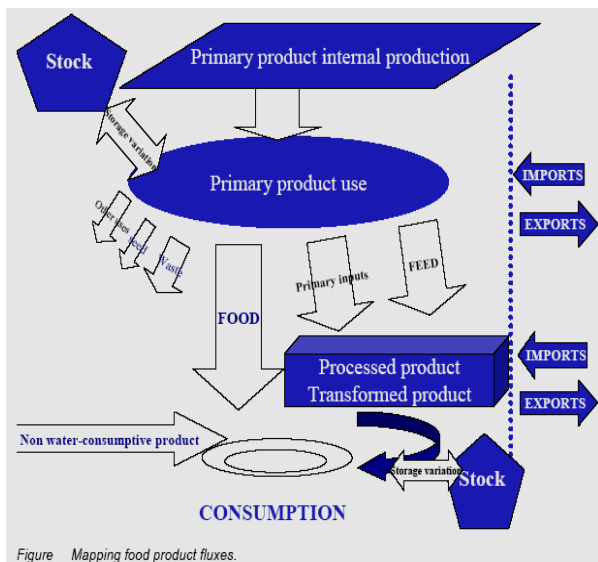 Stock
Primary product internal production
Storage variation
Primary product use
IMPORTS
EXPORTS
Other uses
seed
Waste
FOOD
Primary inputs
FEED
Processed product
Transformed product
IMPORTS
EXPORTS
Non water-consumptive product
Storage variation
Stock
CONSUMPTION
Figure Mapping food product fluxes.